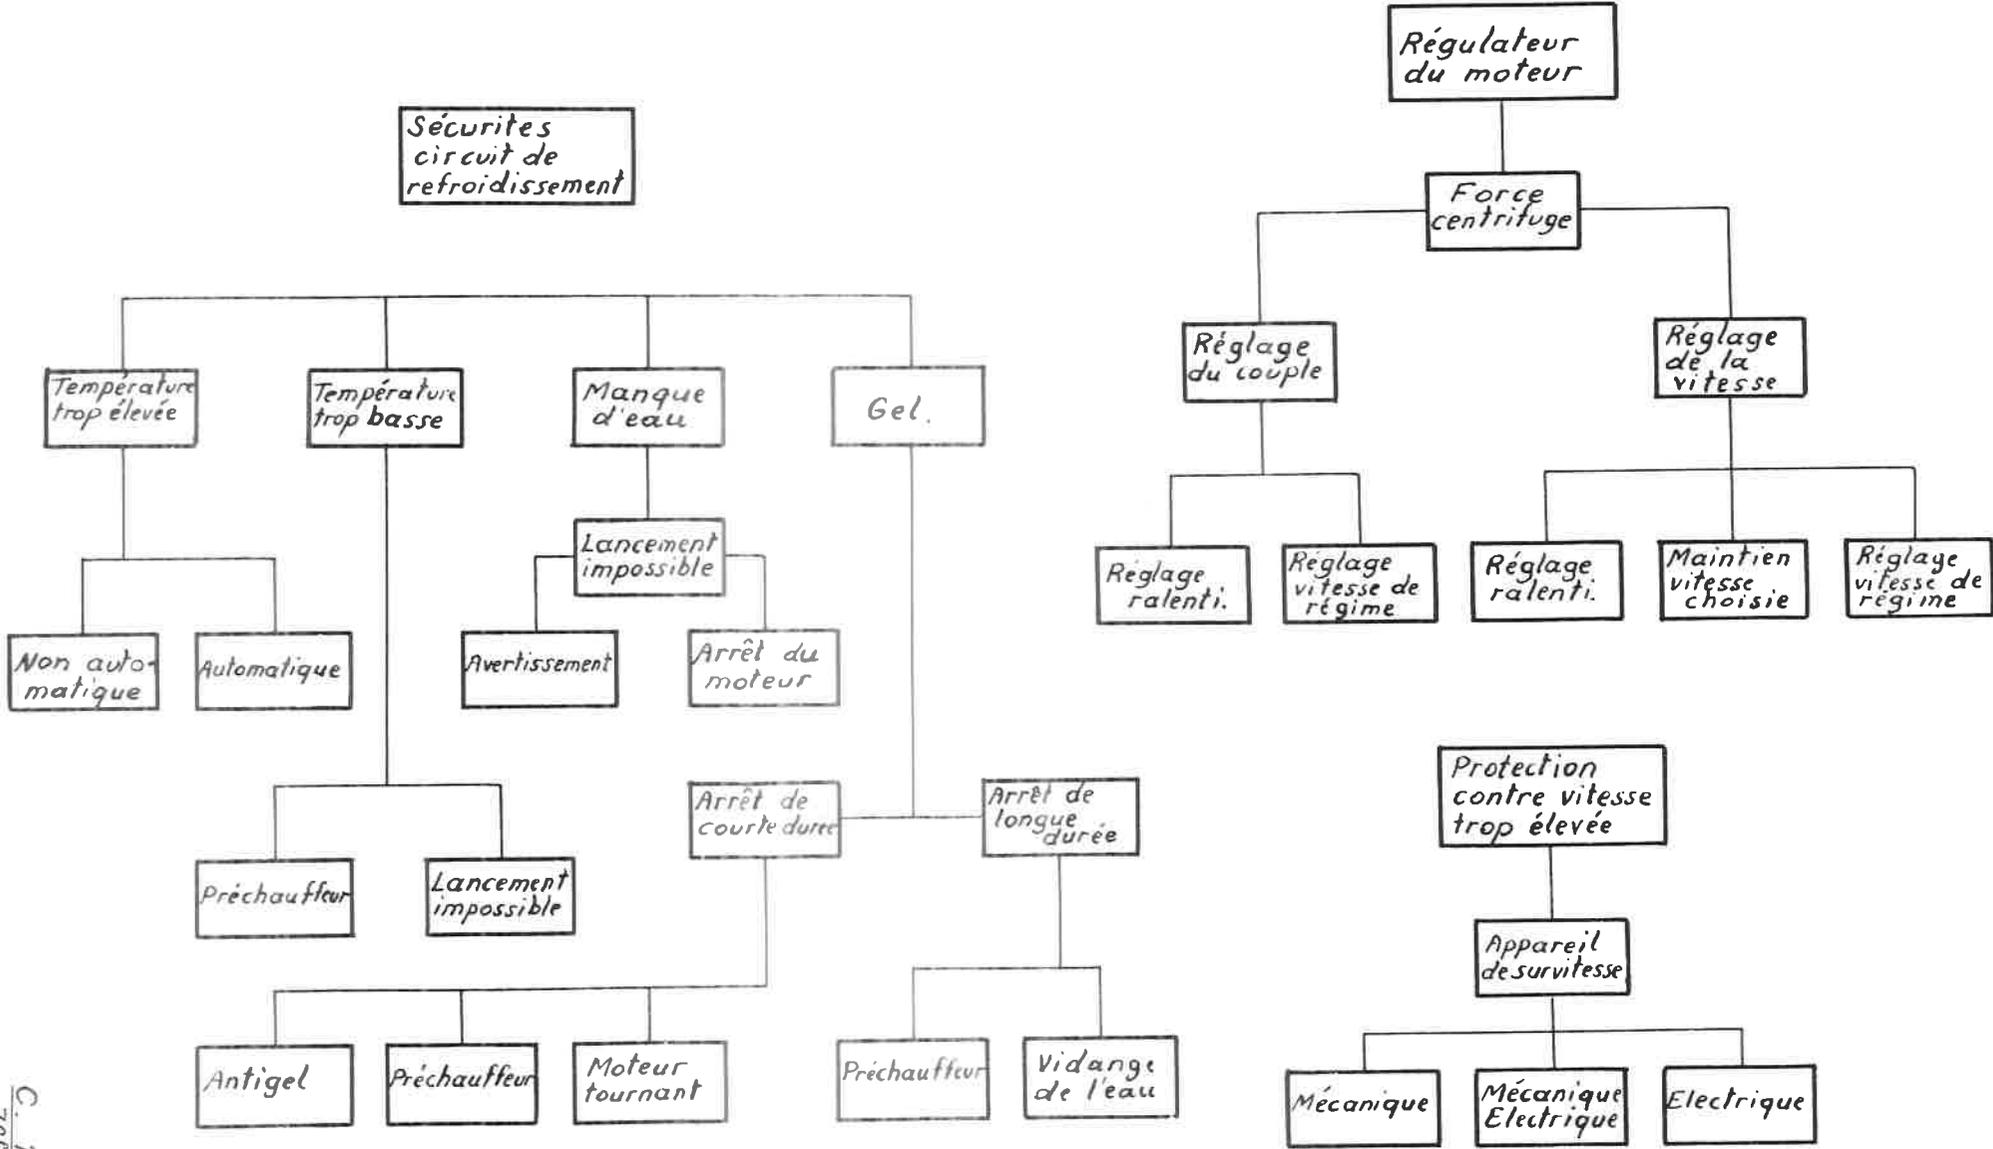 Sécurites
circuit de
refroidissement
Température
trop élevée
Température
trop basse
Manque
d'eau
Gel.
Lancement
impossible
Non auto-
matique
Automatique
Avertissement
Arrêt du
moteur
Arrêt de
courte durée
Arrêt de
longue
durée
Préchauffeur
Lancement
impossible
Antigel
Préchauffeur
Moteur
tournant
Préchauffeur
Vidange
de l'eau
Régulateur
du moteur
Force
centrifuge
Réglage
du couple
Réglage
de la
vitesse
Réglage
ralenti.
Réglage
vitesse de
régime
Réglage
ralenti.
Maintien
vitesse
choisie
Réglage
vitesse de
régime
Protection
contre vitesse
trop élevée
Appareil
de survitesse
Mécanique
Mécanique
Electrique
Electrique